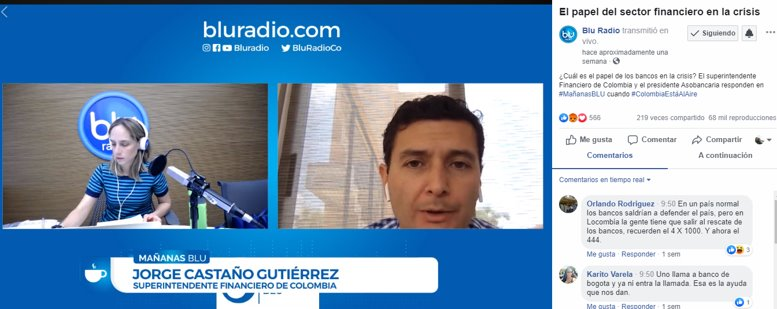 bluradio.com
Bluradio BluRadioCo
blu
radio
MAÑANAS BLU
JORGE CASTAÑO GUTIÉRREZ
SUPERINTENDENTE FINANCIERO DE COLOMBIA
BLU
El papel del sector financiero en la crisis
Blu Radio transmitió en
vivo.
hace aproximadamente una
semana ·
Siguiendo
¿Cuál es el papel de los bancos en la crisis? El superintendente
Financiero de Colombia y el presidente Asobancaria responden en
#MañanasBLU cuando #ColombiaEstáAlAire
566
219 veces compartido 68 mil reproducciones
Me gusta Comentar Compartir
Comentarios A continuación
Comentarios en tiempo real
Orlando Rodríguez · 9:50 En un país normal
los bancos saldrían a defender el país, pero en
Locombia la gente tiene que salir al rescate de
los bancos, recuerden el 4 X 1000. Y ahora el
444.
3
Me gusta · Responder · 1 sem
Karito Varela · 9:50 Uno llama a banco de
bogota y ya ni entra la llamada. Esa es la ayuda
que nos dan.
1
Me gusta · Responder · 1 sem